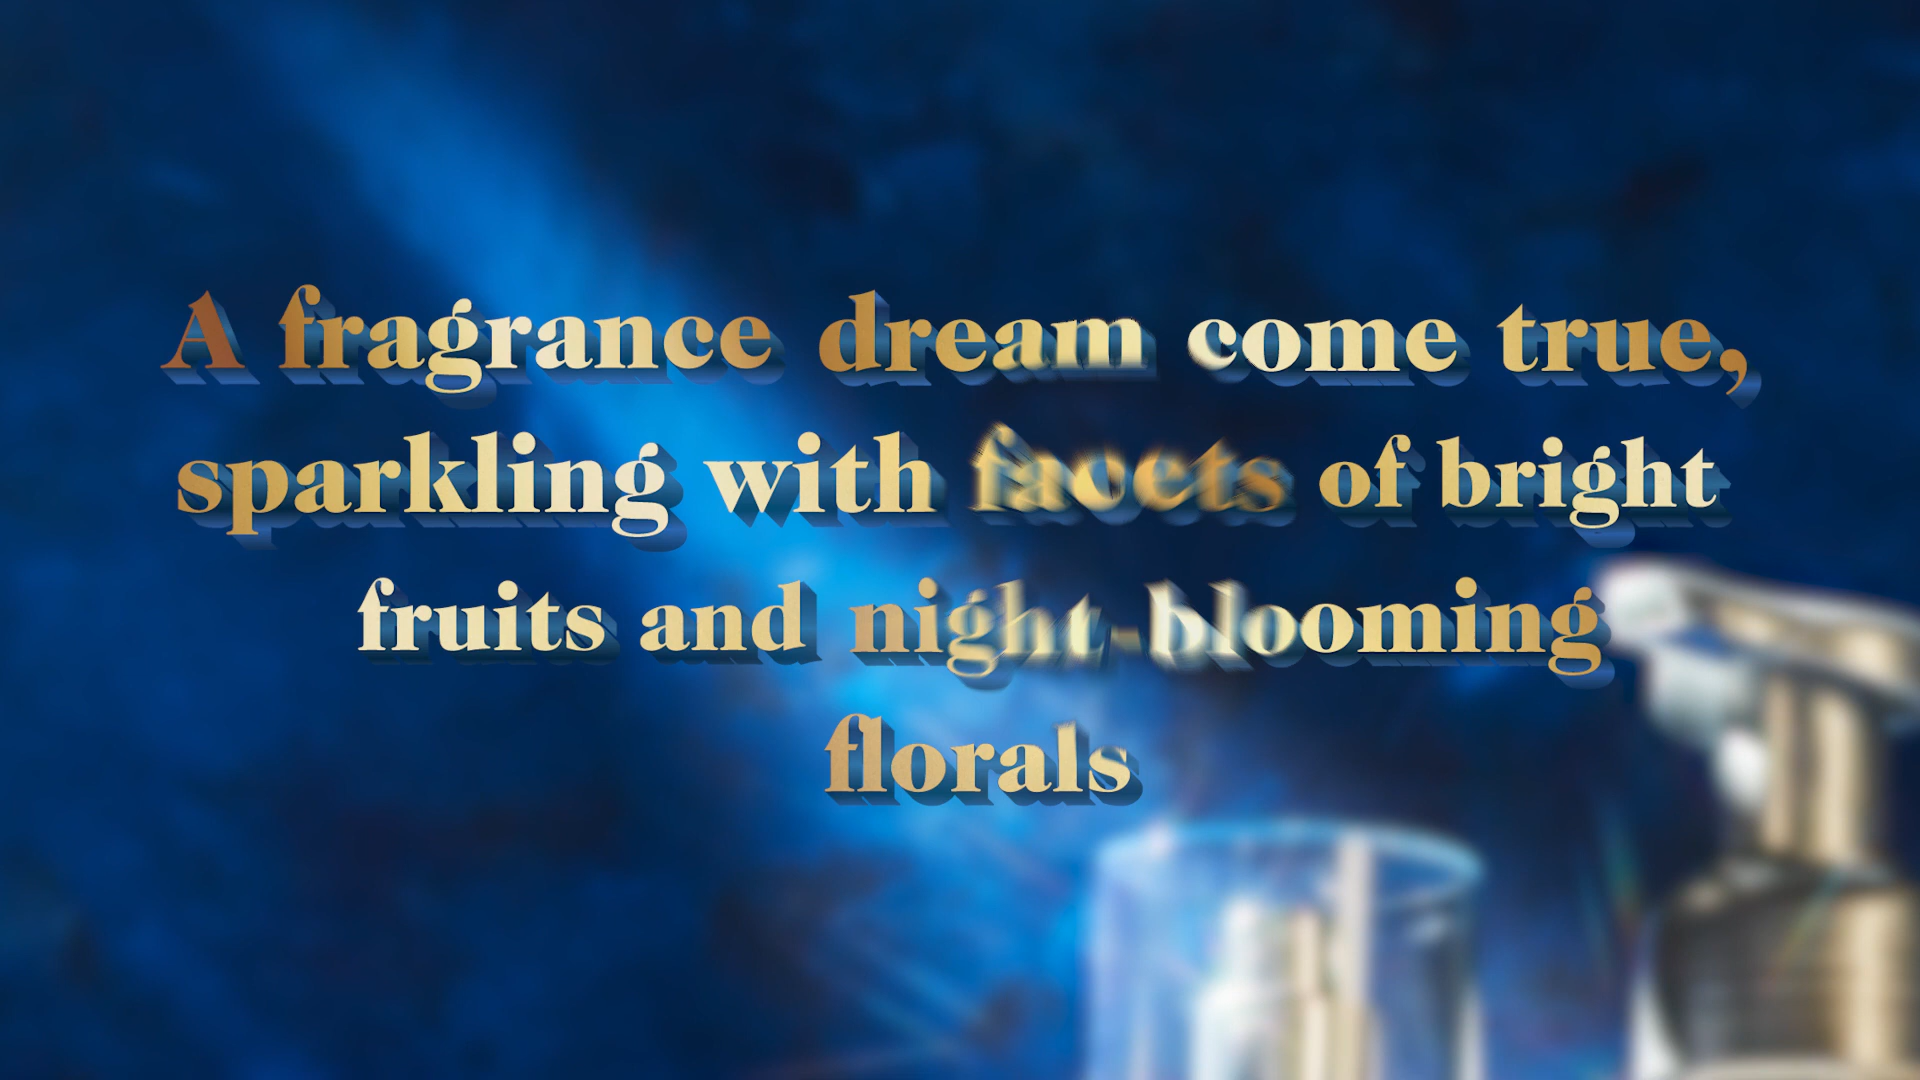 A fragrance dream come true,
sparkling with facets of bright
fruits and night-blooming
florals